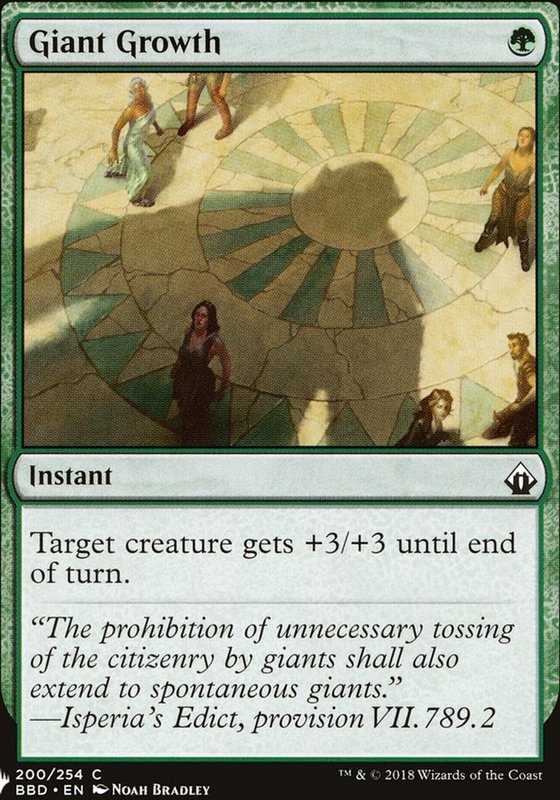 Giant Growth
Instant
Target creature gets +3/+3 until end
of turn.
“The prohibition of unnecessary tossing
of the citizenry by giants shall also
extend to spontaneous giants.”
—Isperia’s Edict, provision VII.789.2
200/254 C
BBD • EN NOAH BRADLEY
™ & © 2018 Wizards of the Coast